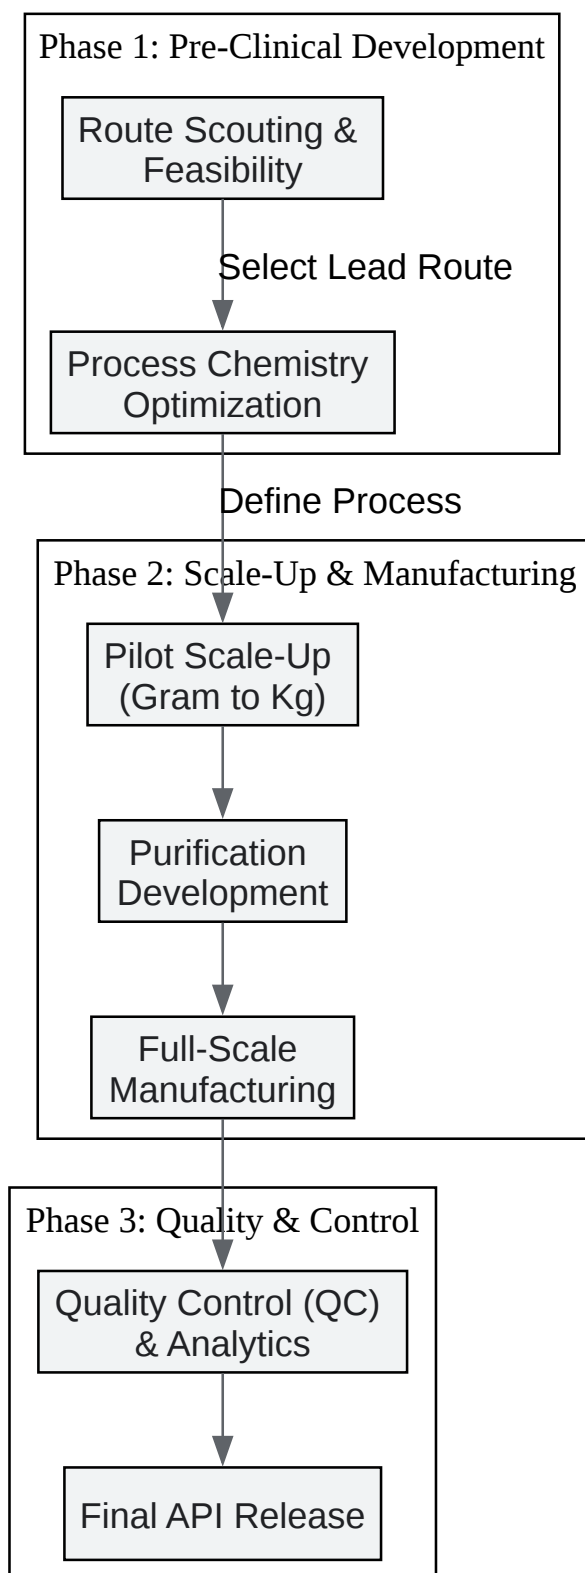 Phase 1: Pre-Clinical Development
Route Scouting &
Feasibility
Select Lead Route
Process Chemistry
Optimization
Define Process
Phase 2: Scale-Up & Manufacturing
Pilot Scale-Up
(Gram to Kg)
Purification
Development
Full-Scale
Manufacturing
Phase 3: Quality & Control
Quality Control (QC)
& Analytics
Final API Release